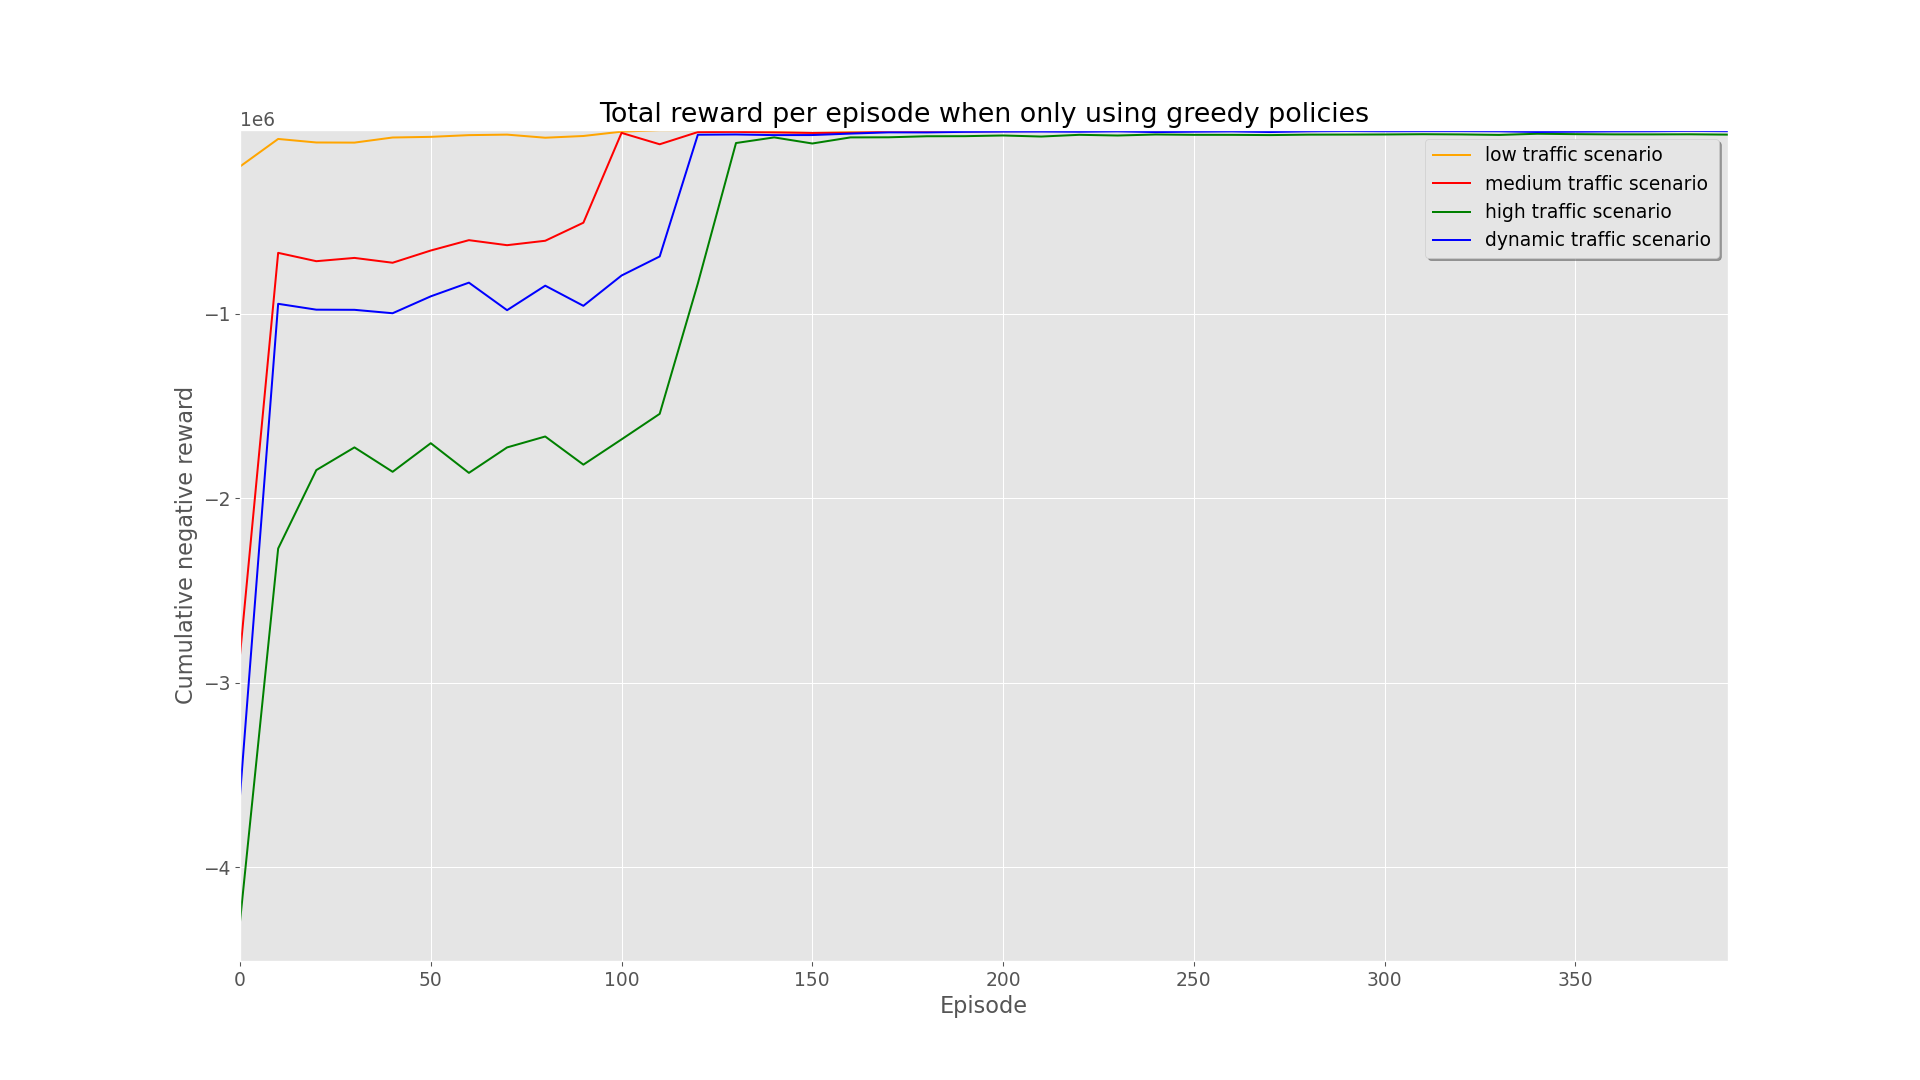 Total reward per episode when only using greedy policies
1e6
low traffic scenario
medium traffic scenario
high traffic scenario
dynamic traffic scenario
−1
−2
−3
−4
Cumulative negative reward
0 50 100 150 200 250 300 350
Episode